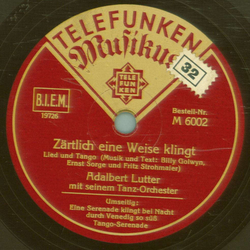 TELEFUNKEN
Musikus
32
TELE
FUN
KEN
B.I.E.M.
19726
Bestell-Nr.
M 6002
Zärtlich eine Weise klingt
Lied und Tango (Musik und Text: Billy Golwyn,
Ernst Sorge und Fritz Strohmaier)
Adalbert Lutter
mit seinem Tanz-Orchester
Umseitig:
Eine Serenade klingt bei Nacht
durch Venedig so süß
Tango-Serenade